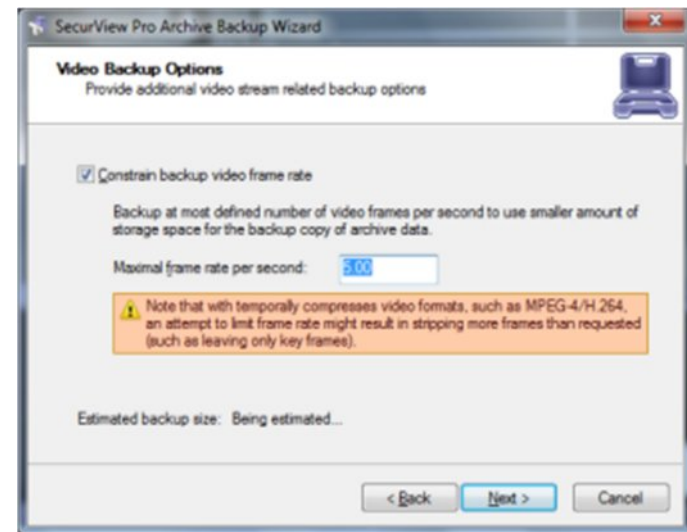 SecurView Pro Archive Backup Wizard
Video Backup Options
Provide additional video stream related backup options
Constrain backup video frame rate
Backup at most defined number of video frames per second to use smaller amount of
storage space for the backup copy of archive data.
Maximal frame rate per second: 5.00
Note that with temporally compresses video formats, such as MPEG-4/H.264,
an attempt to limit frame rate might result in stripping more frames than requested
(such as leaving only key frames).
Estimated backup size: Being estimated...
< Back Next > Cancel